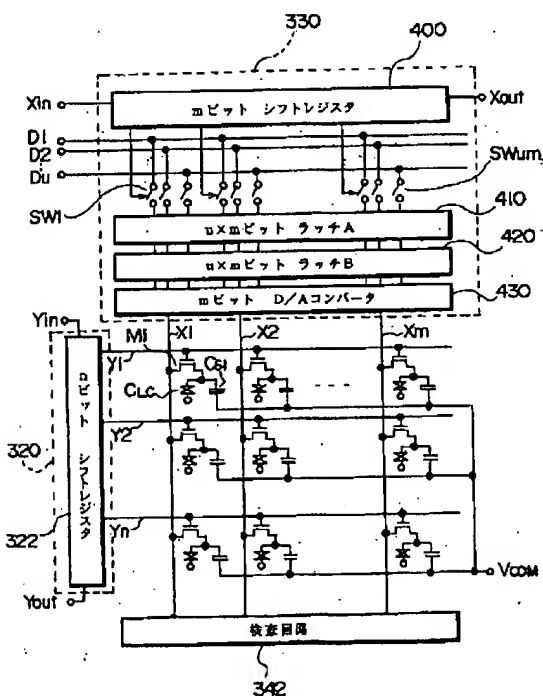 330
400
Xin
mビット シフトレジスタ
Xout
D1
D2
Du
SW1
SWum
410
u×mビット ラッチA
420
u×mビット ラッチB
mビット D/Aコンバータ
430
Yin
X1
X2
Xm
M1
Y1
CS1
CLC
Y2
320
nビット シフトレジスタ
322
Yn
Yout
VCOM
検査回路
342